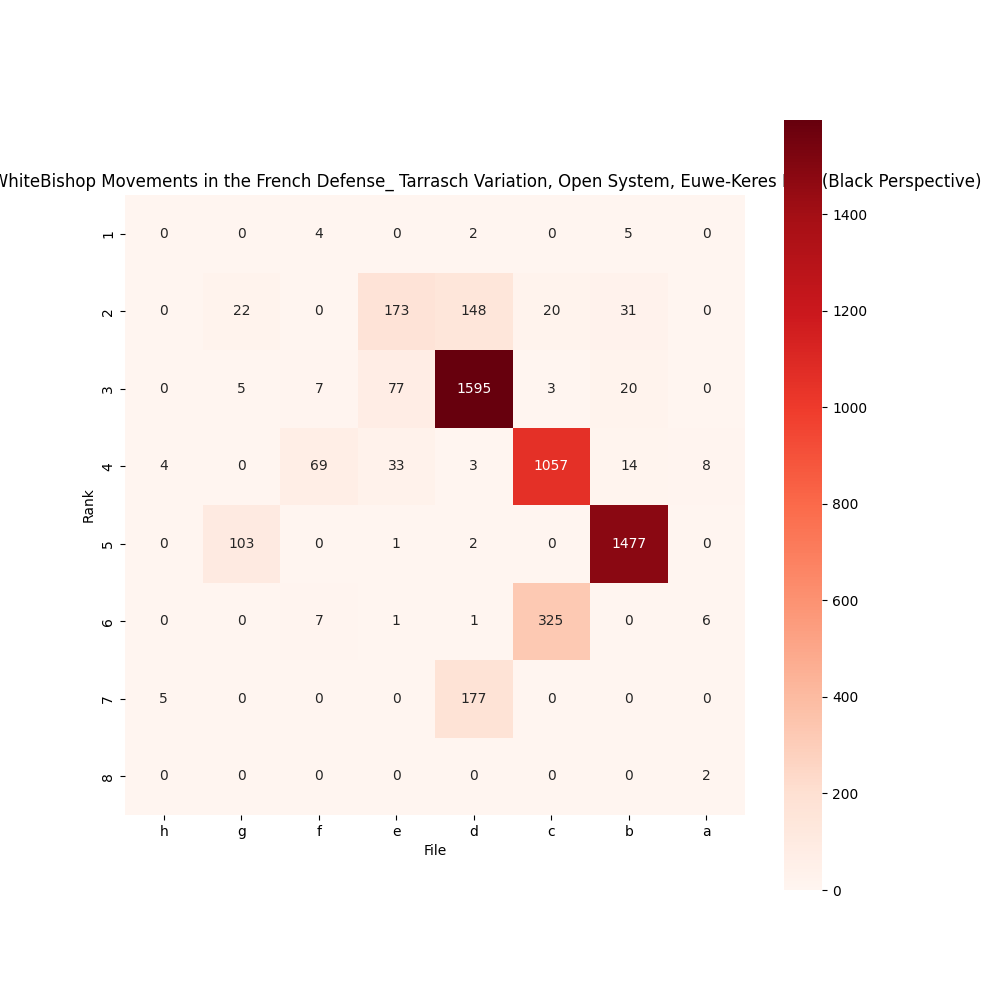 WhiteBishop Movements in the French Defense_ Tarrasch Variation, Open System, Euwe-Keres (Black Perspective)
1 0 0 4 0 2 0 5 0
2 0 22 0 173 148 20 31 0
3 0 5 7 77 1595 3 20 0
4 4 0 69 33 3 1057 14 8
5 0 103 0 1 2 0 1477 0
6 0 0 7 1 1 325 0 6
7 5 0 0 0 177 0 0 0
8 0 0 0 0 0 0 0 2
h g f e d c b a
File
Rank
1400
1200
1000
800
600
400
200
0